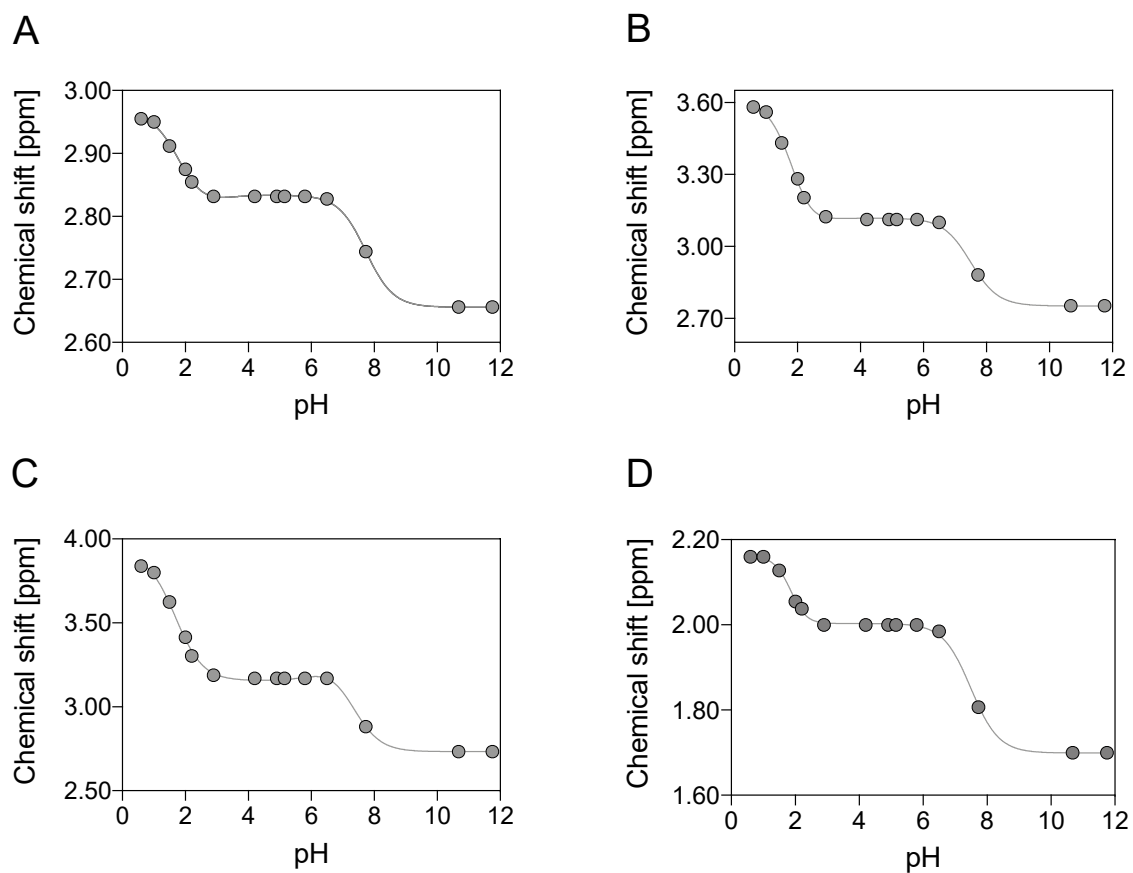 A
Chemical shift [ppm]
3.00
2.90
2.80
2.70
2.60
0 2 4 6 8 10 12
pH
B
Chemical shift [ppm]
3.60
3.30
3.00
2.70
0 2 4 6 8 10 12
pH
C
Chemical shift [ppm]
4.00
3.50
3.00
2.50
0 2 4 6 8 10 12
pH
D
Chemical shift [ppm]
2.20
2.00
1.80
1.60
0 2 4 6 8 10 12
pH